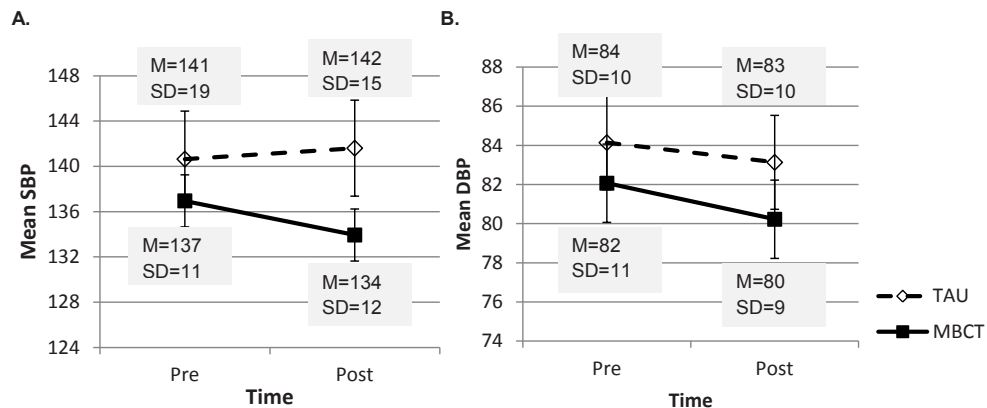 A.
M=141
SD=19
M=142
SD=15
148
144
140
136
132
128
124
Mean SBP
M=137
SD=11
M=134
SD=12
Pre
Post
Time
B.
M=84
SD=10
M=83
SD=10
88
86
84
82
80
78
76
74
Mean DBP
M=82
SD=11
M=80
SD=9
Pre
Post
Time
TAU
MBCT